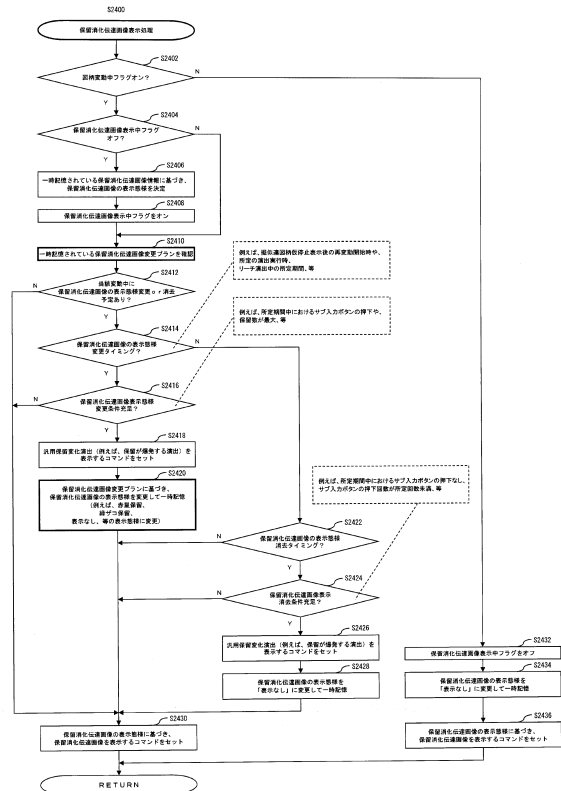 S2400
保留消化伝達画像表示処理
S2402
図柄変動中フラグオン?
N
Y
S2404
保留消化伝達画像表示中フラグ
オフ?
N
Y
S2406
一時記憶されている保留消化伝達画像情報に基づき、
保留消化伝達画像の表示態様を決定
S2408
保留消化伝達画像表示中フラグをオン
S2410
一時記憶されている保留消化伝達画像変更プランを確認
例えば、擬似連図柄仮停止表示後の再変動開始時や、
所定の演出実行時、
リーチ演出中の所定期間、等
S2412
当該変動中に
保留消化伝達画像の表示態様変更or消去
予定あり?
N
Y
例えば、所定期間中におけるサブ入力ボタンの押下や、
保留数が最大、等
S2414
保留消化伝達画像の表示態様
変更タイミング?
N
Y
S2416
保留消化伝達画像表示態様
変更条件充足?
N
Y
S2418
汎用保留変化演出(例えば、保留が爆発する演出)を
表示するコマンドをセット
S2420
保留消化伝達画像変更プランに基づき、
保留消化伝達画像の表示態様を変更して一時記憶
(例えば、赤量保留、
緑ザコ保留、
表示なし、等の表示態様に変更)
例えば、所定期間中におけるサブ入力ボタンの押下なし、
サブ入力ボタンの押下回数が所定回数未満、等
S2422
保留消化伝達画像の表示態様
消去タイミング?
N
Y
S2424
保留消化伝達画像表示
消去条件充足?
N
Y
S2426
汎用保留変化演出(例えば、保留が爆発する演出)を
表示するコマンドをセット
S2428
保留消化伝達画像の表示態様を
「表示なし」に変更して一時記憶
S2432
保留消化伝達画像表示中フラグをオフ
S2434
保留消化伝達画像の表示態様を
「表示なし」に変更して一時記憶
S2430
保留消化伝達画像の表示態様に基づき、
保留消化伝達画像を表示するコマンドをセット
S2436
保留消化伝達画像の表示態様に基づき、
保留消化伝達画像を表示するコマンドをセット
RETURN